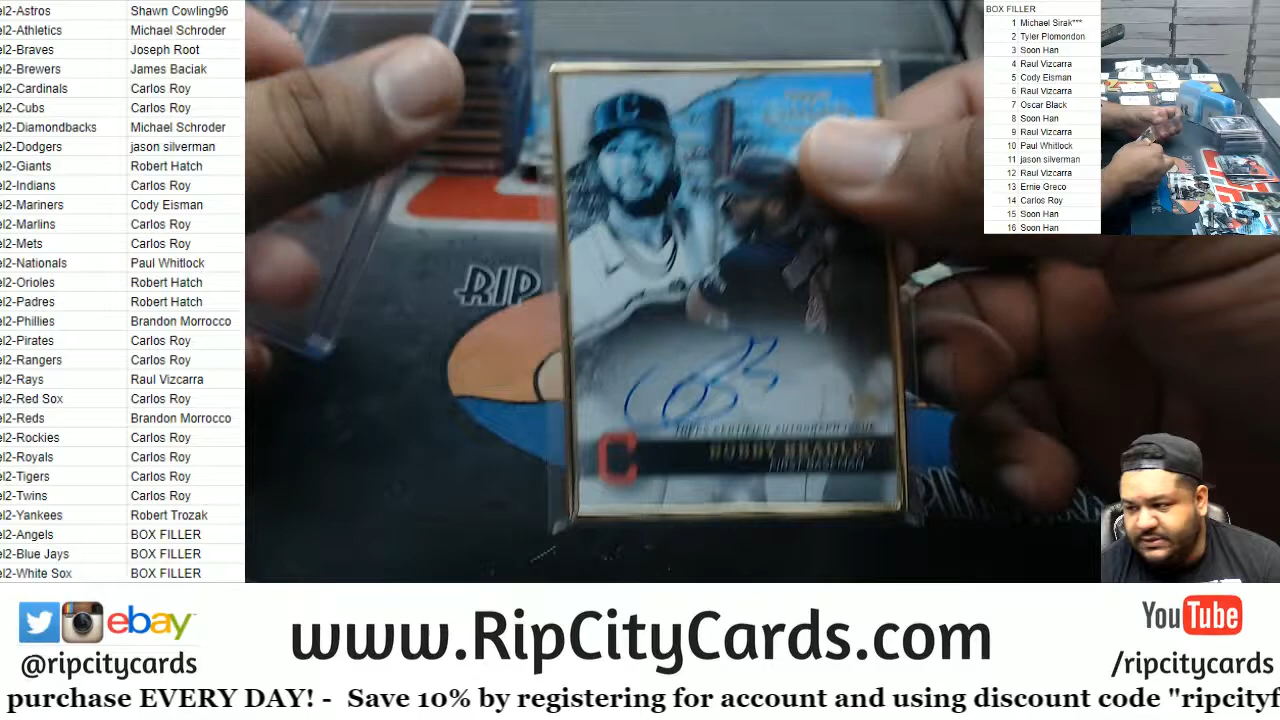 el2-Astros Shawn Cowling96
el2-Athletics Michael Schroder
el2-Braves Joseph Root
el2-Brewers James Baciak
el2-Cardinals Carlos Roy
el2-Cubs Carlos Roy
el2-Diamondbacks Michael Schroder
el2-Dodgers jason silverman
el2-Giants Robert Hatch
el2-Indians Carlos Roy
el2-Mariners Cody Eisman
el2-Marlins Carlos Roy
el2-Mets Carlos Roy
el2-Nationals Paul Whitlock
el2-Orioles Robert Hatch
el2-Padres Robert Hatch
el2-Phillies Brandon Morrocco
el2-Pirates Carlos Roy
el2-Rangers Carlos Roy
el2-Rays Raul Vizcarra
el2-Red Sox Carlos Roy
el2-Reds Brandon Morrocco
el2-Rockies Carlos Roy
el2-Royals Carlos Roy
el2-Tigers Carlos Roy
el2-Twins Carlos Roy
el2-Yankees Robert Trozak
el2-Angels BOX FILLER
el2-Blue Jays BOX FILLER
el2-White Sox BOX FILLER
RIP
C
TOPPS CERTIFIED AUTOGRAPH ISSUE
C
BOBBY BRADLEY
FIRST BASEMAN
BOX FILLER
1 Michael Sirak***
2 Tyler Plomondon
3 Soon Han
4 Raul Vizcarra
5 Cody Eisman
6 Raul Vizcarra
7 Oscar Black
8 Soon Han
9 Raul Vizcarra
10 Paul Whitlock
11 jason silverman
12 Raul Vizcarra
13 Ernie Greco
14 Carlos Roy
15 Soon Han
16 Soon Han
ebay
@ripcitycards
www.RipCityCards.com
YouTube
/ripcitycards
purchase EVERY DAY! - Save 10% by registering for account and using discount code "ripcityf